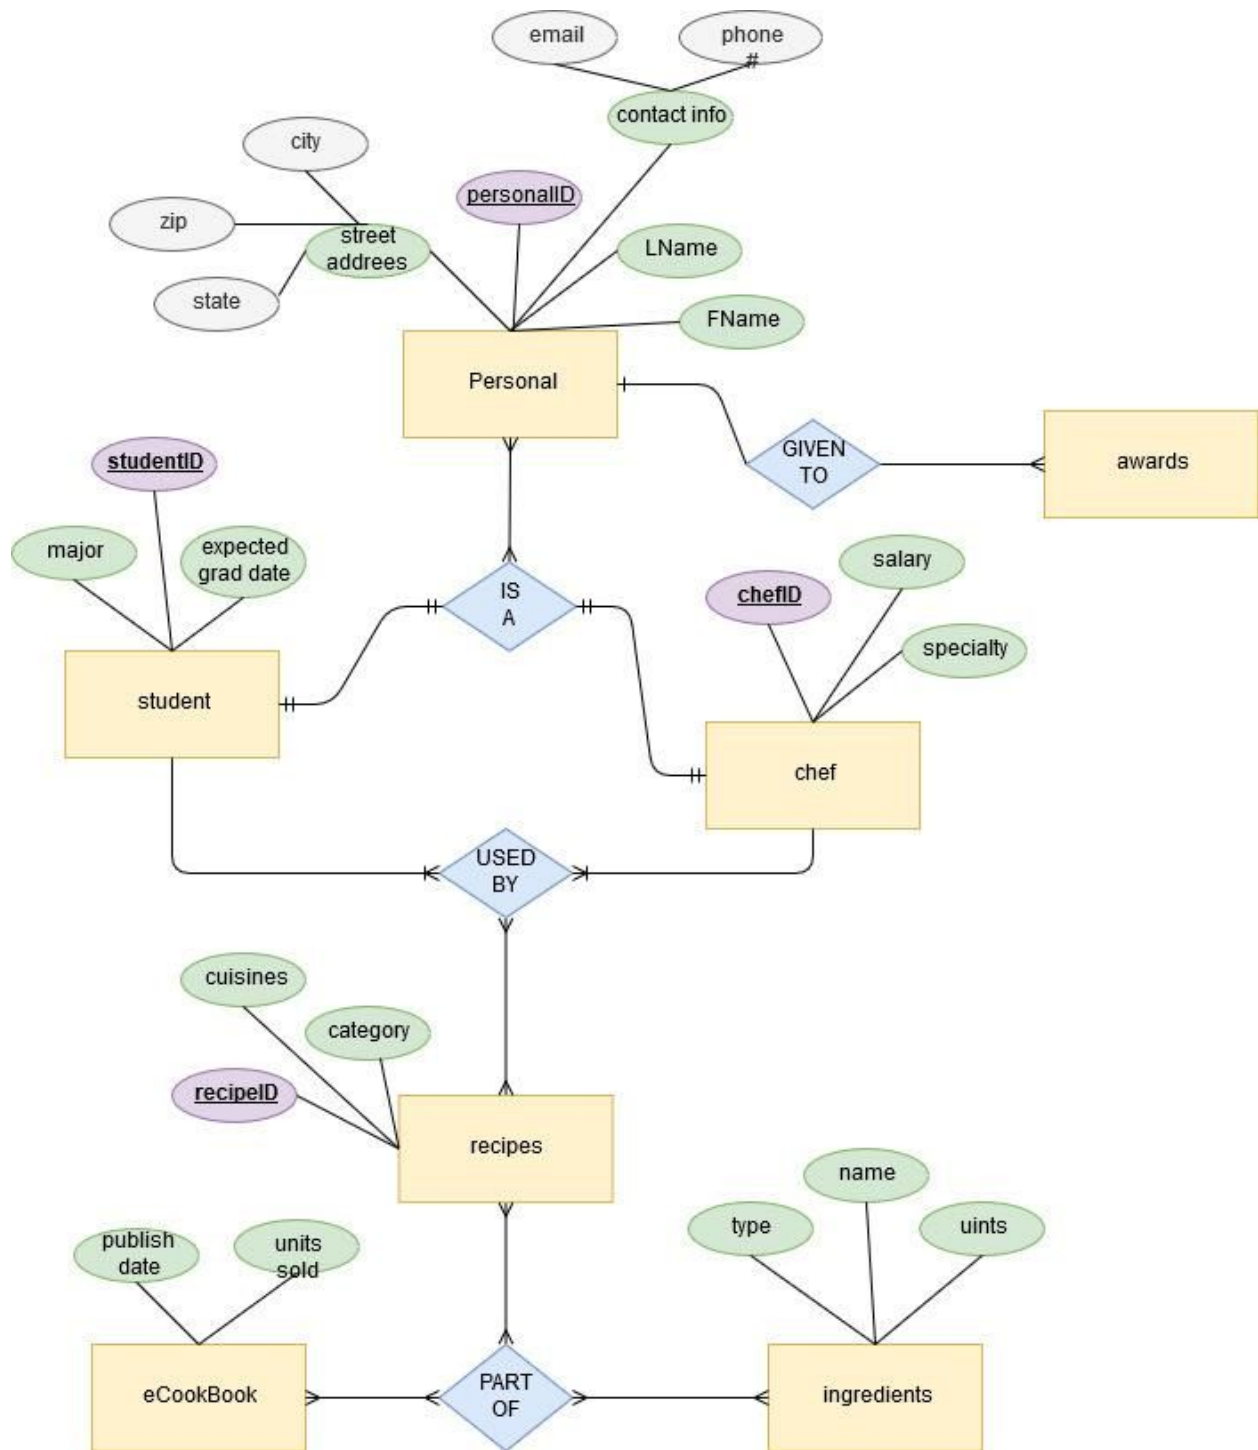 email
phone
#
contact info
city
personalID
zip
street
addrees
LName
state
FName
Personal
GIVEN
TO
awards
studentID
major
expected
grad date
IS
A
salary
chefID
specialty
student
chef
USED
BY
cuisines
category
recipeID
recipes
name
type
uints
publish
date
units
sold
eCookBook
PART
OF
ingredients